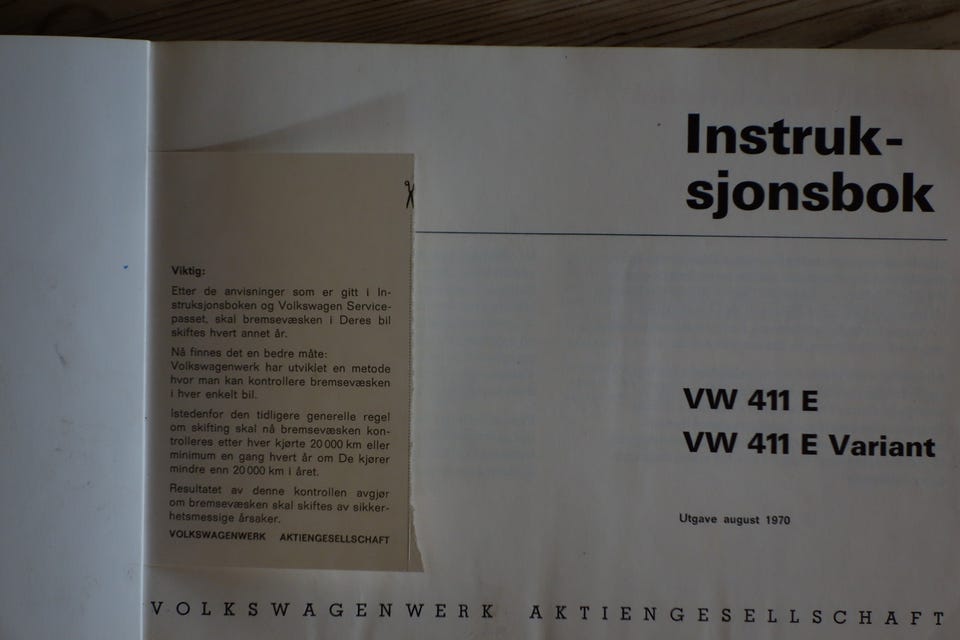 Instruk-
sjonsbok
Viktig:
Etter de anvisninger som er gitt i In-
struksjonsboken og Volkswagen Service-
passet, skal bremsevæsken i Deres bil
skiftes hvert annet år.
Nå finnes det en bedre måte:
Volkswagenwerk har utviklet en metode
hvor man kan kontrollere bremsevæsken
i hver enkelt bil.
Istedenfor den tidligere generelle regel
om skifting skal nå bremsevæsken kon-
trolleres etter hver kjørte 20 000 km eller
minimum en gang hvert år om De kjører
mindre enn 20 000 km i året.
Resultatet av denne kontrollen avgjør
om bremsevæsken skal skiftes av sikker-
hetsmessige årsaker.
VOLKSWAGENWERK AKTIENGESELLSCHAFT
VW 411 E
VW 411 E Variant
Utgave august 1970
VOLKSWAGENWERK AKTIENGESELLSCHAFT